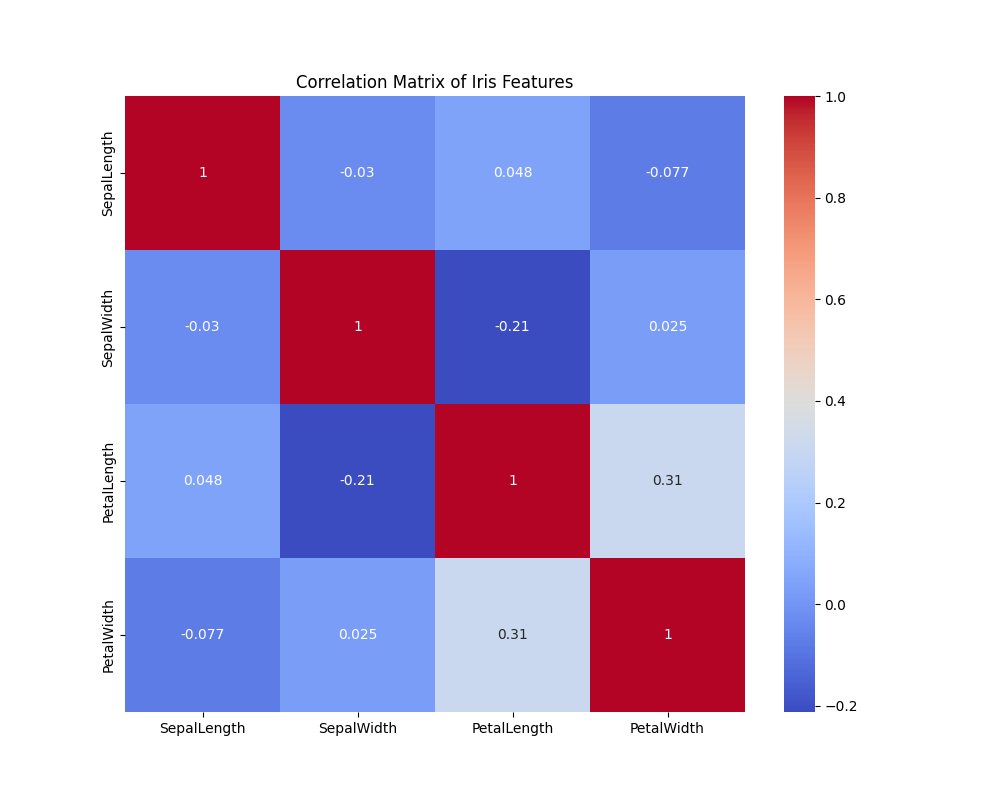 Correlation Matrix of Iris Features
SepalLength
1
-0.03
0.048
-0.077
SepalWidth
-0.03
1
-0.21
0.025
PetalLength
0.048
-0.21
1
0.31
PetalWidth
-0.077
0.025
0.31
1
SepalLength
SepalWidth
PetalLength
PetalWidth
1.0
0.8
0.6
0.4
0.2
0.0
−0.2